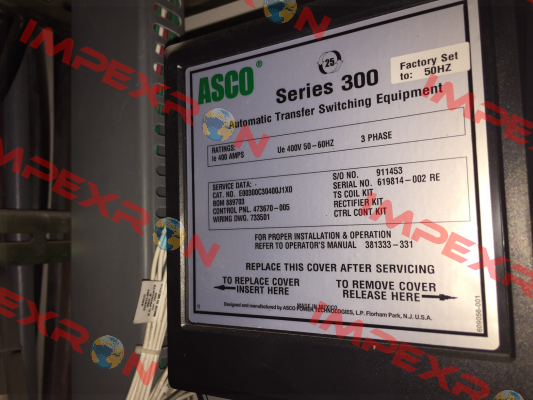 25
ASCO®
Series 300
Factory Set
to: 50HZ
Automatic Transfer Switching Equipment
RATINGS:
Ie 400 AMPS Ue 400V 50-60HZ 3 PHASE
SERVICE DATA: -
CAT. E00300C30400J1XD
BOM 809703
CONTROL PNL. 473670-005
WIRING DWG. 733501
S/O NO. 911453
SERIAL NO. 619814-002 RE
TS COIL KIT
RECTIFIER KIT
CTRL CONT KIT
FOR PROPER INSTALLATION & OPERATION
REFER TO OPERATOR'S MANUAL 381333-331
REPLACE THIS COVER AFTER SERVICING
TO REPLACE COVER
INSERT HERE
TO REMOVE COVER
RELEASE HERE
MADE IN MEXICO
Designed and manufactured by ASCO POWER TECHNOLOGIES, L.P. Florham Park, N.J. U.S.A.
IMPEXRON
IMPEXRON
IMPEXRON
IMPEXRON